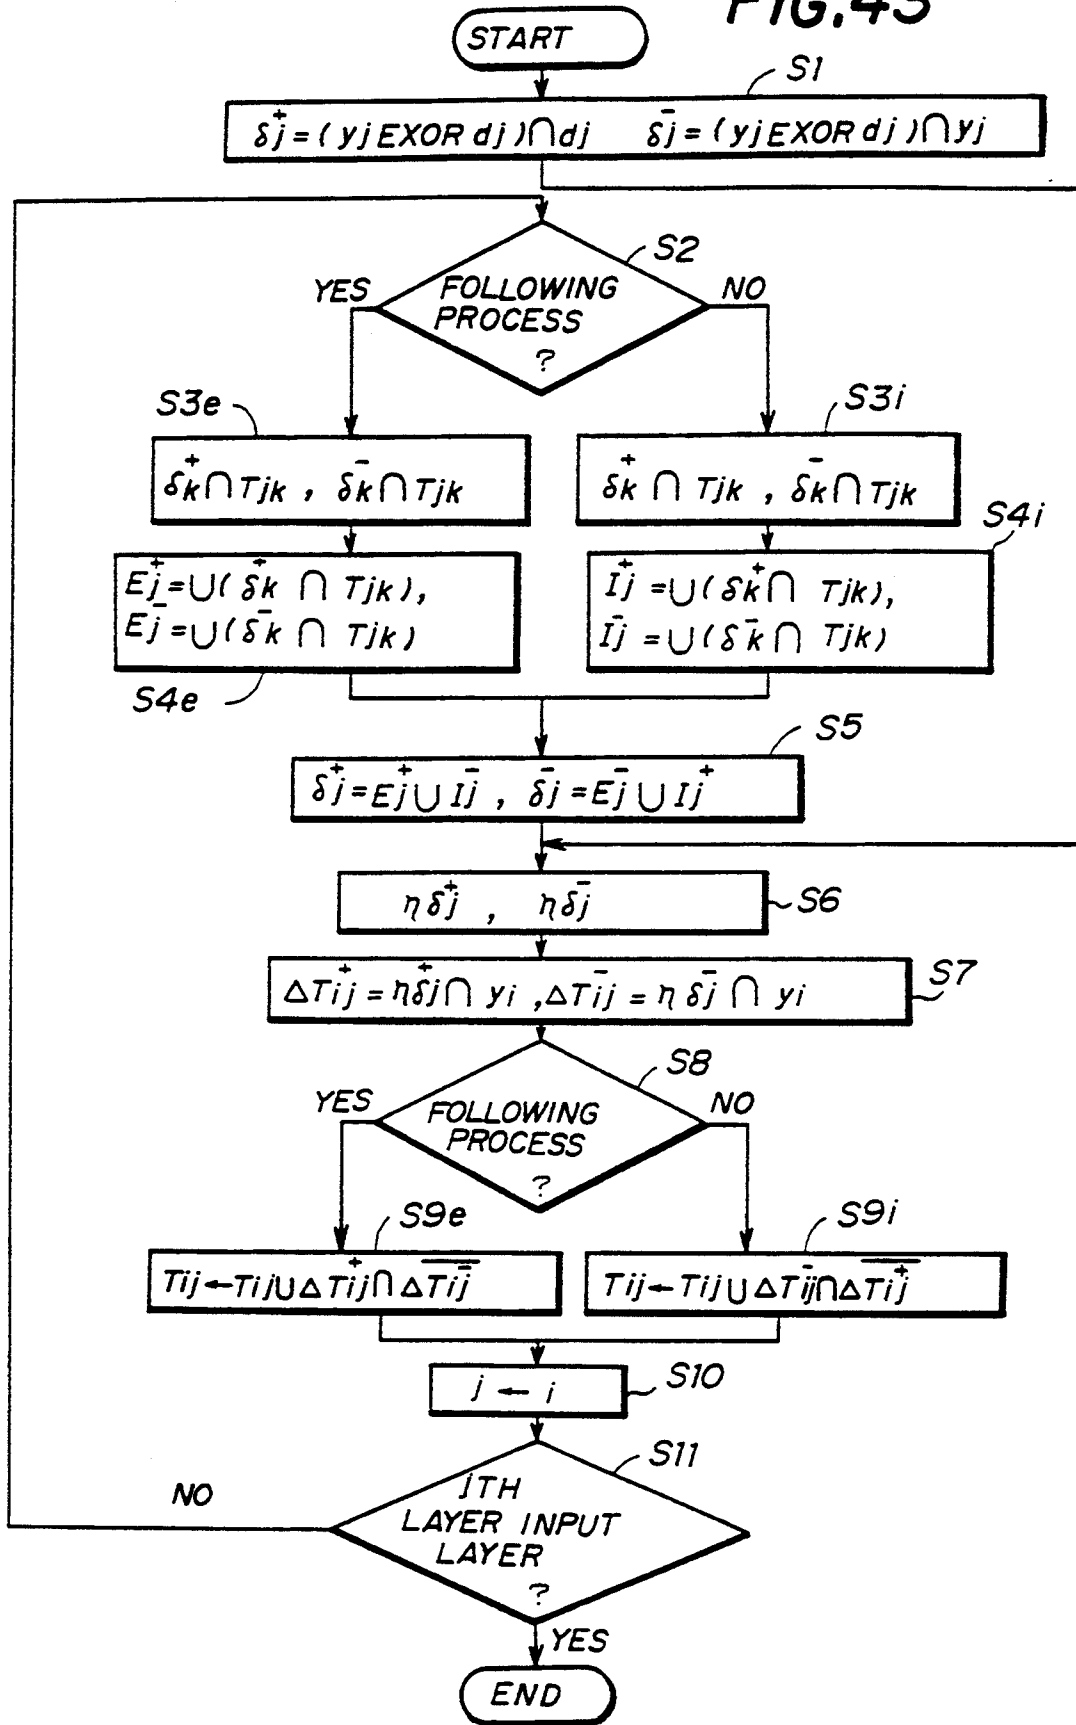 FIG.43
START
S1
δj⁺=(yj EXOR dj)∩dj δj⁻=(yj EXOR dj)∩yj
S2
YES
FOLLOWING
PROCESS
?
NO
S3e
δk⁺∩Tjk , δk⁻∩Tjk
S3i
δk⁺ ∩ Tjk , δk⁻∩Tjk
S4e
Ej⁺=∪(δk⁺ ∩ Tjk),
Ej⁻=∪(δk⁻ ∩ Tjk)
S4i
Ij⁺ =∪(δk⁺∩ Tjk),
Ij⁻ =∪(δk⁻ ∩ Tjk)
S5
δj⁺=Ej⁺∪Ij⁻ , δj⁻=Ej⁻∪Ij⁺
ηδj⁺ , ηδj⁻
S6
ΔTij⁺=ηδj⁺∩ yi ,ΔTij⁻ = η δj⁻ ∩ yi
S7
S8
YES
FOLLOWING
PROCESS
?
NO
S9e
Tij←Tij∪ΔTij⁺∩Δ‾Tij⁻‾
S9i
Tij←Tij∪ΔTij⁻∩Δ‾Tij⁺‾
j ← i
S10
S11
NO
jTH
LAYER INPUT
LAYER
?
YES
END